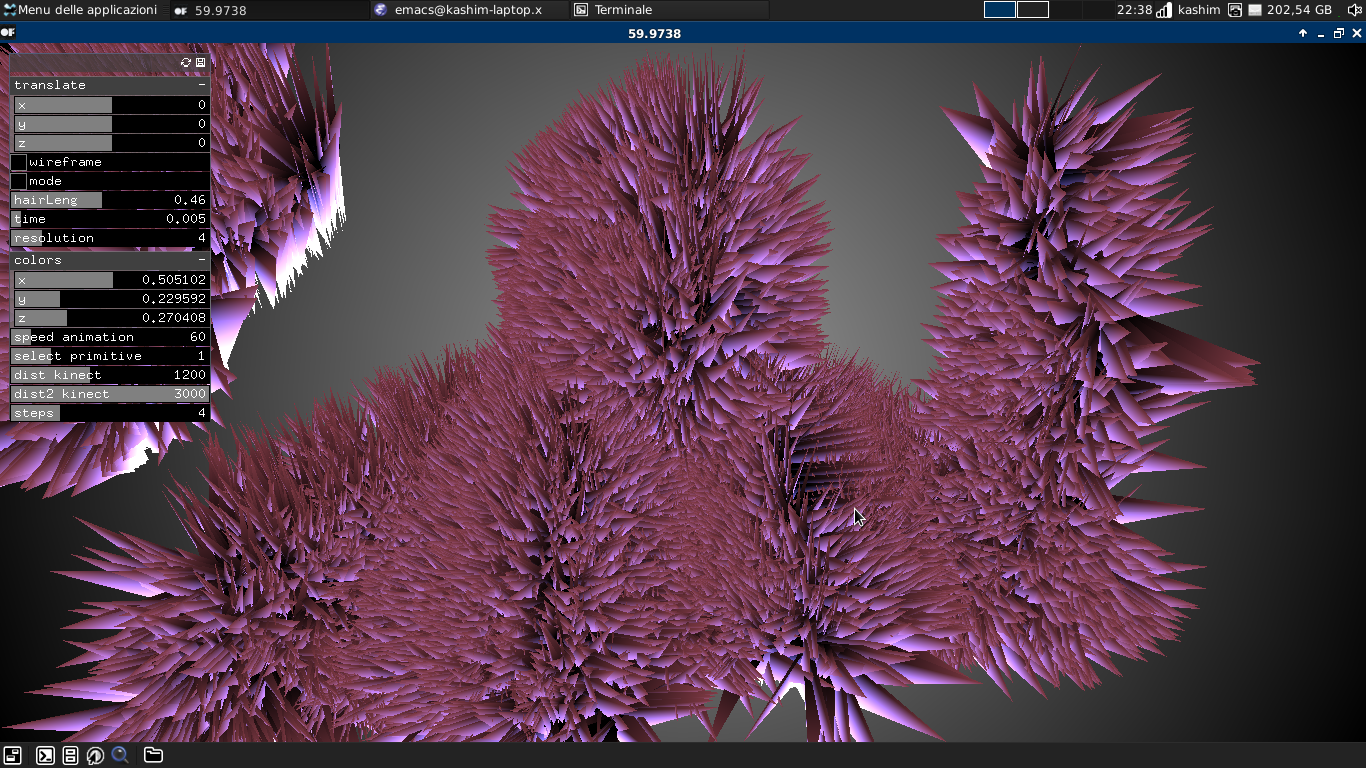 Menu delle applicazioni 59.9738 emacs@kashim-laptop.x Terminale 22:38 kashim 202,54 GB
59.9738
translate −
x 0
y 0
z 0
wireframe
mode
hairLeng 0.46
time 0.005
resolution 4
colors −
x 0.505102
y 0.229592
z 0.270408
speed animation 60
select primitive 1
dist kinect 1200
dist2 kinect 3000
steps 4